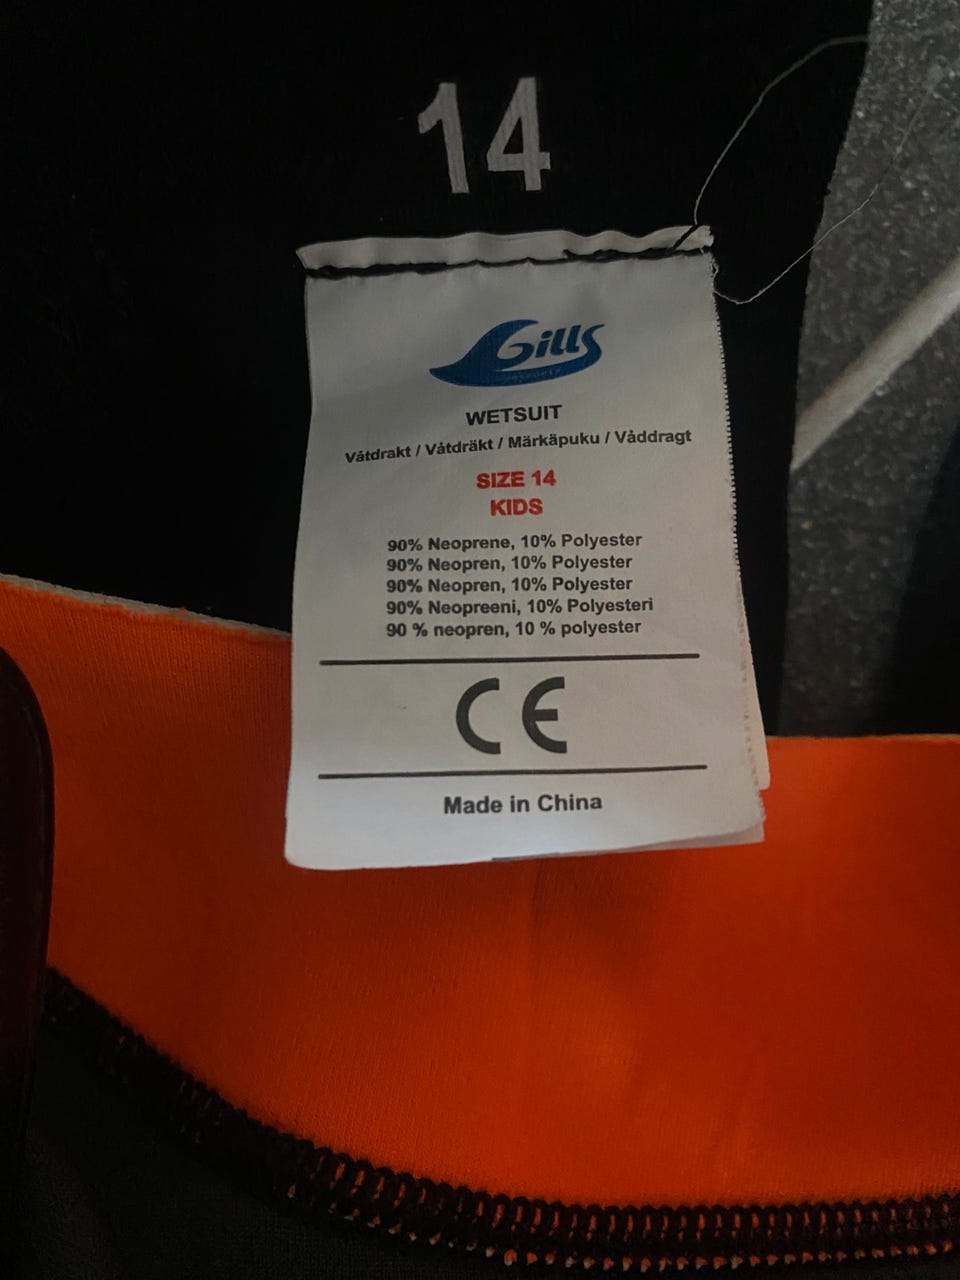 14
Gills
WETSUIT
Våtdrakt / Våtdräkt / Märkäpuku / Våddragt
SIZE 14
KIDS
90% Neoprene, 10% Polyester
90% Neopren, 10% Polyester
90% Neopren, 10% Polyester
90% Neopreeni, 10% Polyesteri
90 % neopren, 10 % polyester
CE
Made in China